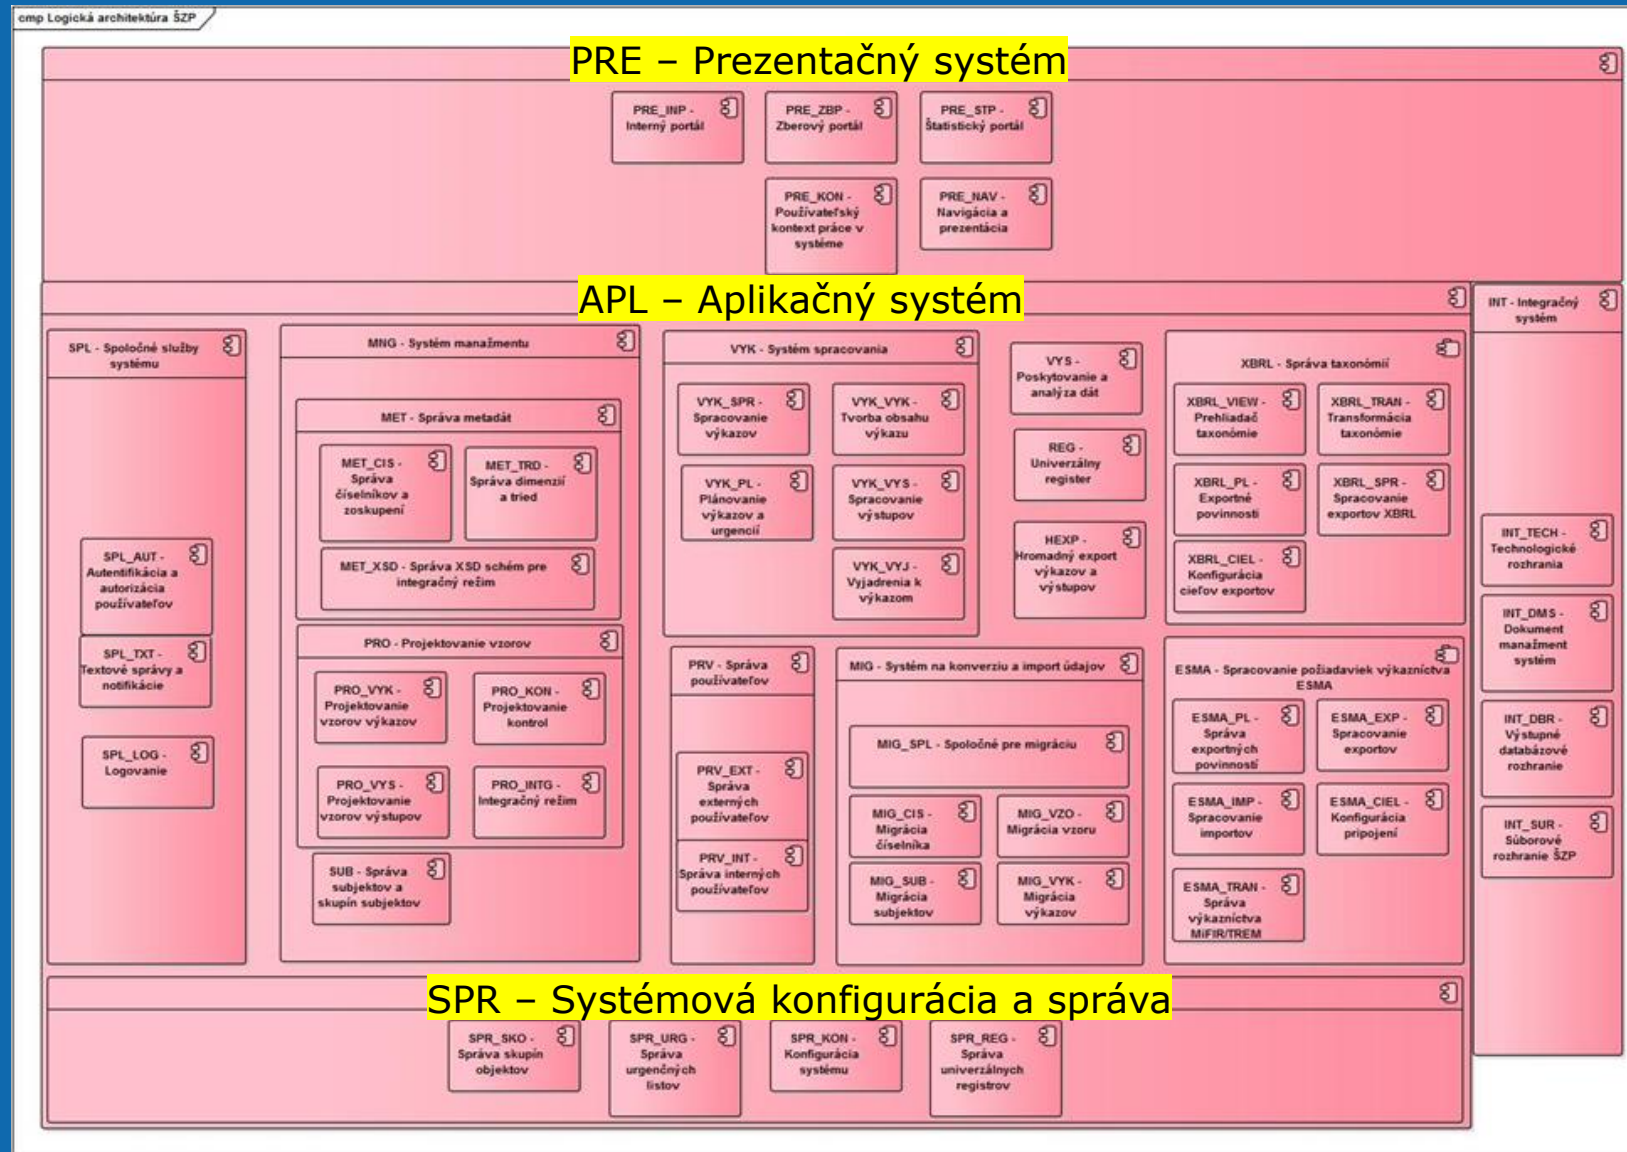 cmp Logická architektúra ŠZP
PRE – Prezentačný systém
PRE_INP -
Interný portál
PRE_ZBP -
Zberový portál
PRE_STP -
Štatistický portál
PRE_KON -
Používateľský
kontext práce v
systéme
PRE_NAV -
Navigácia a
prezentácia
APL – Aplikačný systém
SPL - Spoločné služby
systému
SPL_AUT -
Autentifikácia a
autorizácia
používateľov
SPL_TXT -
Textové správy a
notifikácie
SPL_LOG -
Logovanie
MNG - Systém manažmentu
MET - Správa metadát
MET_CIS -
Správa
číselníkov a
zoskupení
MET_TRD -
Správa dimenzií
a tried
MET_XSD - Správa XSD schém pre
integračný režim
PRO - Projektovanie vzorov
PRO_VYK -
Projektovanie
vzorov výkazov
PRO_KON -
Projektovanie
kontrol
PRO_VYS -
Projektovanie
vzorov výstupov
PRO_INTG -
Integračný režim
SUB - Správa
subjektov a
skupín subjektov
VYK - Systém spracovania
VYK_SPR -
Spracovanie
výkazov
VYK_VYK -
Tvorba obsahu
výkazu
VYK_PL -
Plánovanie
výkazov a
urgencií
VYK_VYS -
Spracovanie
výstupov
VYK_VYJ -
Vyjadrenia k
výkazom
VYS -
Poskytovanie a
analýza dát
REG -
Univerzálny
register
HEXP -
Hromadný export
výkazov a
výstupov
PRV - Správa
používateľov
PRV_EXT -
Správa
externých
používateľov
PRV_INT -
Správa interných
používateľov
MIG - Systém na konverziu a import údajov
MIG_SPL - Spoločné pre migráciu
MIG_CIS -
Migrácia
číselníka
MIG_VZO -
Migrácia vzoru
MIG_SUB -
Migrácia
subjektov
MIG_VYK -
Migrácia
výkazov
XBRL - Správa taxonómií
XBRL_VIEW -
Prehliadač
taxonómie
XBRL_TRAN -
Transformácia
taxonómie
XBRL_PL -
Exportné
povinnosti
XBRL_SPR -
Spracovanie
exportov XBRL
XBRL_CIEL -
Konfigurácia
cieľov exportov
ESMA - Spracovanie požiadaviek výkazníctva
ESMA
ESMA_PL -
Správa
exportných
povinností
ESMA_EXP -
Spracovanie
exportov
ESMA_IMP -
Spracovanie
importov
ESMA_CIEL -
Konfigurácia
pripojení
ESMA_TRAN -
Správa
výkazníctva
MiFIR/TREM
INT - Integračný
systém
INT_TECH -
Technologické
rozhrania
INT_DMS -
Dokument
manažment
systém
INT_DBR -
Výstupné
databázové
rozhranie
INT_SUR -
Súborové
rozhranie ŠZP
SPR – Systémová konfigurácia a správa
SPR_SKO -
Správa skupín
objektov
SPR_URG -
Správa
urgenčných
listov
SPR_KON -
Konfigurácia
systému
SPR_REG -
Správa
univerzálnych
registrov